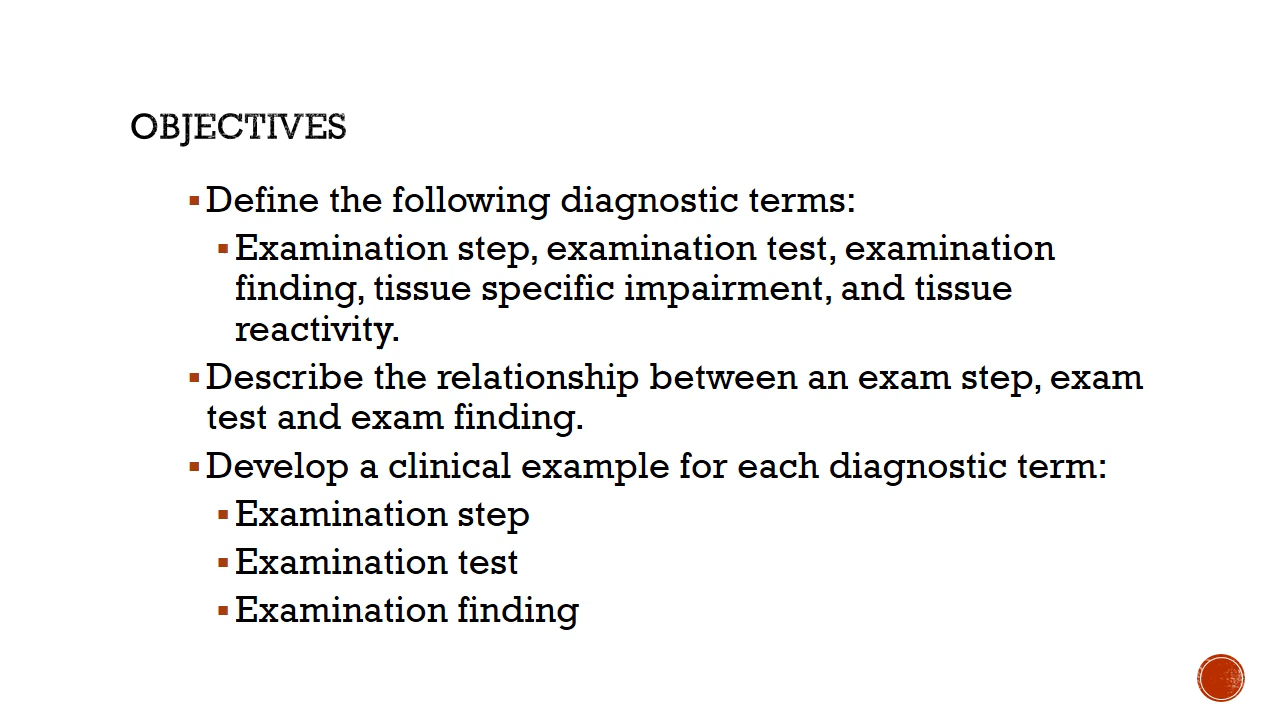 OBJECTIVES
▪Define the following diagnostic terms:
▪Examination step, examination test, examination
finding, tissue specific impairment, and tissue
reactivity.
▪Describe the relationship between an exam step, exam
test and exam finding.
▪Develop a clinical example for each diagnostic term:
▪Examination step
▪Examination test
▪Examination finding